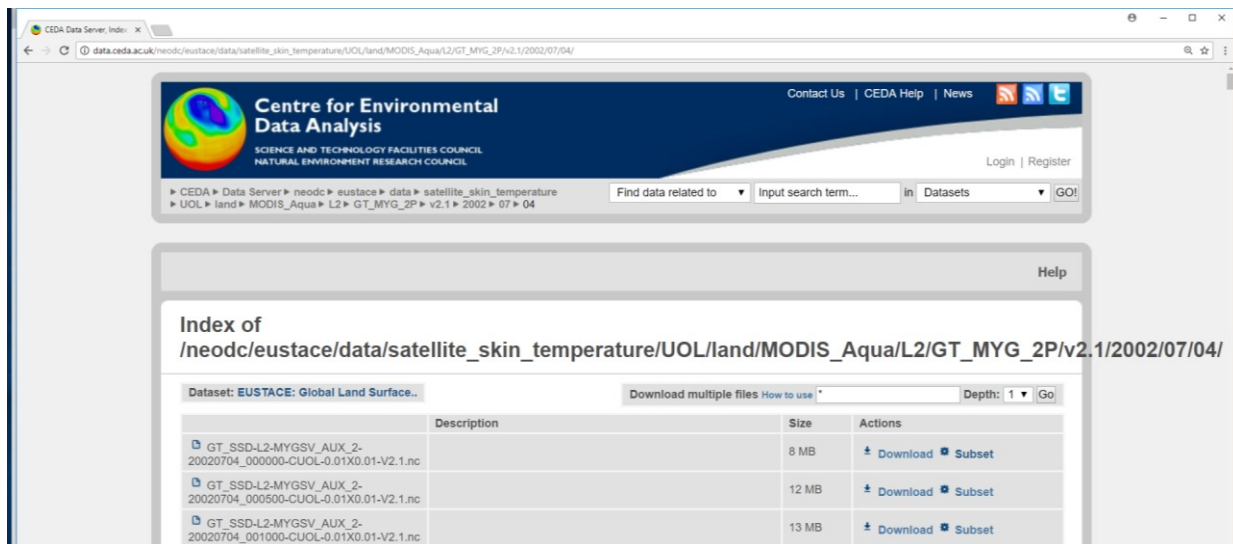 CEDA Data Server, Index
data.ceda.ac.uk/neodc/eustace/data/satellite_skin_temperature/UOL/land/MODIS_Aqua/L2/GT_MYG_2P/v2.1/2002/07/04/
Contact Us | CEDA Help | News
Centre for Environmental
Data Analysis
SCIENCE AND TECHNOLOGY FACILITIES COUNCIL
NATURAL ENVIRONMENT RESEARCH COUNCIL
Login | Register
CEDA ▸ Data Server ▸ neodc ▸ eustace ▸ data ▸ satellite_skin_temperature
▸ UOL ▸ land ▸ MODIS_Aqua ▸ L2 ▸ GT_MYG_2P ▸ v2.1 ▸ 2002 ▸ 07 ▸ 04
Find data related to Input search term... in Datasets GO!
Help
Index of
/neodc/eustace/data/satellite_skin_temperature/UOL/land/MODIS_Aqua/L2/GT_MYG_2P/v2.1/2002/07/04/
Dataset: EUSTACE: Global Land Surface.. Download multiple files How to use * Depth: 1 Go
Description Size Actions
GT_SSD-L2-MYGSV_AUX_2-
20020704_000000-CUOL-0.01X0.01-V2.1.nc 8 MB Download Subset
GT_SSD-L2-MYGSV_AUX_2-
20020704_000500-CUOL-0.01X0.01-V2.1.nc 12 MB Download Subset
GT_SSD-L2-MYGSV_AUX_2-
20020704_001000-CUOL-0.01X0.01-V2.1.nc 13 MB Download Subset